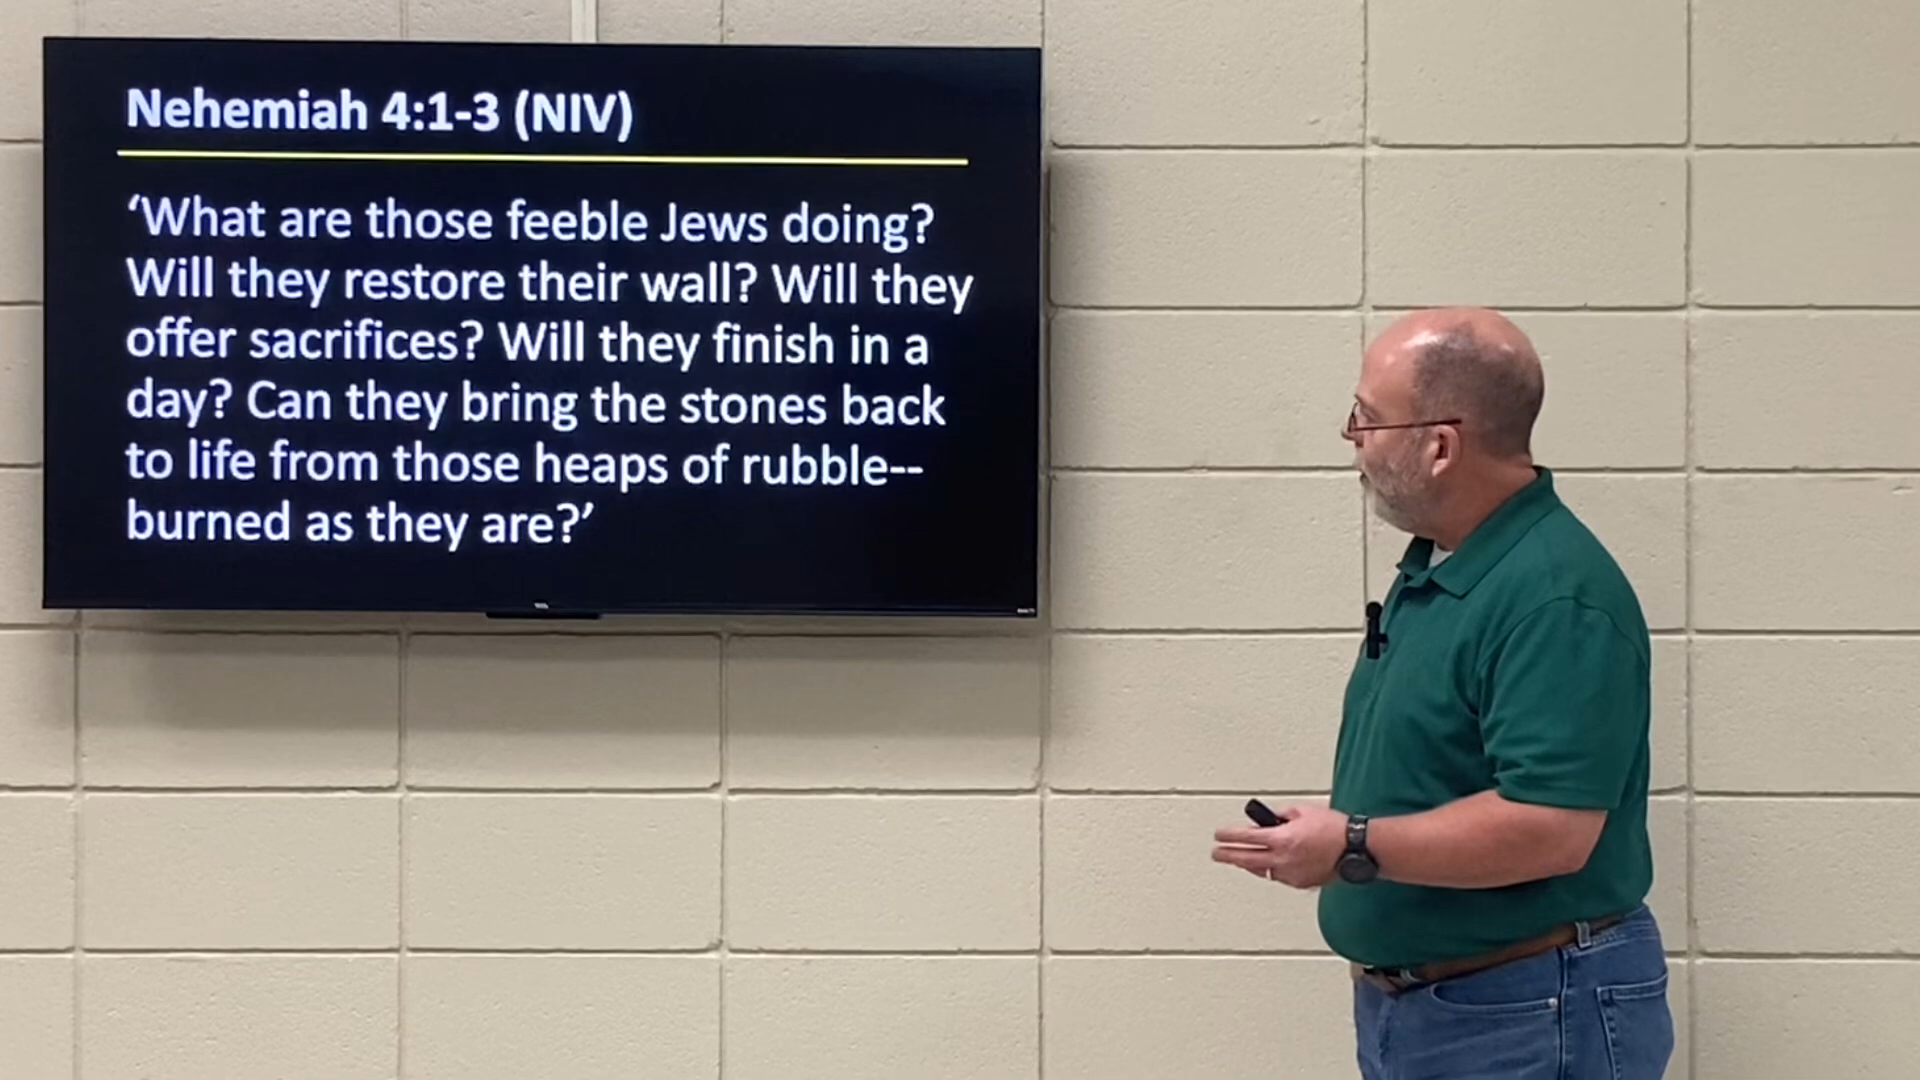 Nehemiah 4:1-3 (NIV)
‘What are those feeble Jews doing?
Will they restore their wall? Will they
offer sacrifices? Will they finish in a
day? Can they bring the stones back
to life from those heaps of rubble--
burned as they are?’